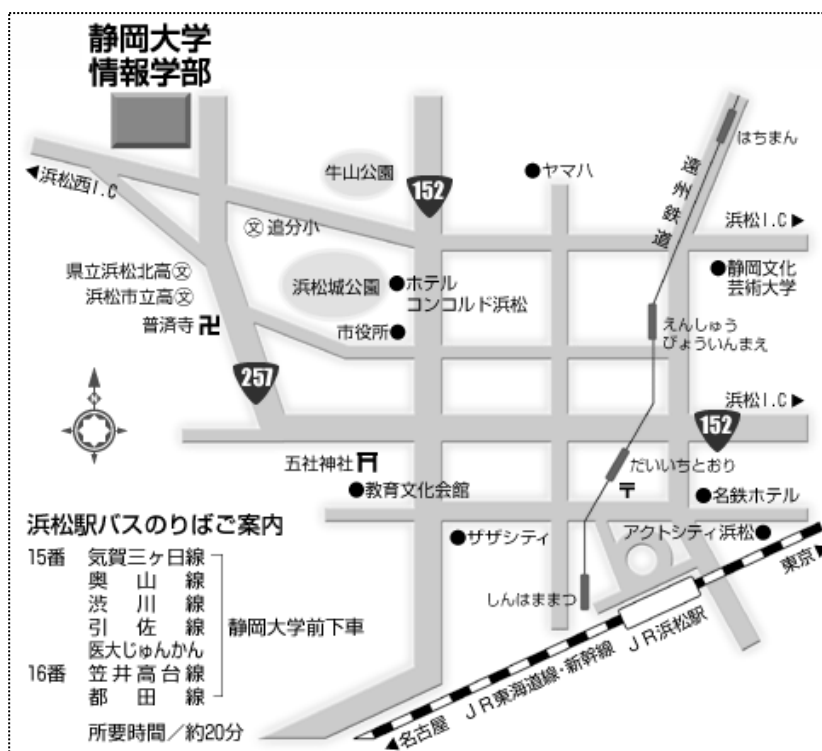 静岡大学
情報学部
はちまん
牛山公園
ヤマハ
遠州鉄道
◀浜松西I.C
152
浜松I.C▶
文 追分小
県立浜松北高 文
浜松市立高 文
浜松城公園
ホテル
コンコルド浜松
静岡文化
芸術大学
普済寺 卍
市役所
えんしゅう
びょういんまえ
257
浜松I.C▶
152
五社神社
だいいちとおり
教育文化会館
〒
名鉄ホテル
浜松駅バスのりばご案内
ザザシティ
アクトシティ浜松
15番 気賀三ヶ日線
奥山線
渋川線
引佐線
医大じゅんかん
16番 笠井高台線
都田線
静岡大学前下車
所要時間/約20分
しんはままつ
東京▶
JR浜松駅
JR東海道線・新幹線
◀名古屋